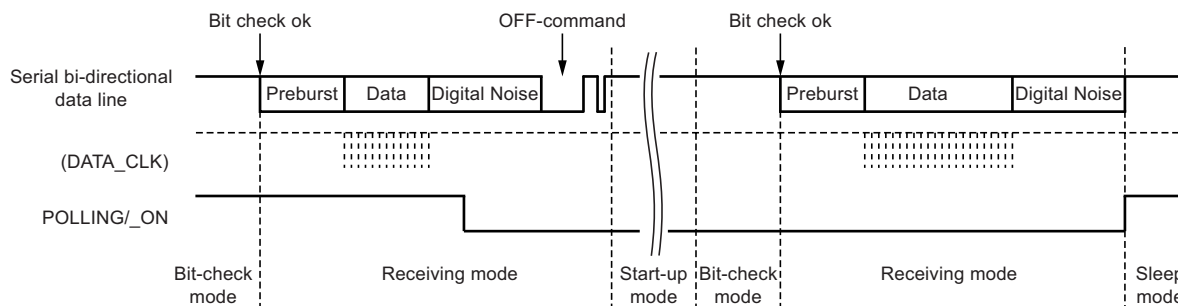 Bit check ok
OFF-command
Bit check ok
Serial bi-directional
data line
Preburst
Data
Digital Noise
Preburst
Data
Digital Noise
(DATA_CLK)
POLLING/_ON
Bit-check
mode
Receiving mode
Start-up
mode
Bit-check
mode
Receiving mode
Sleep
mode